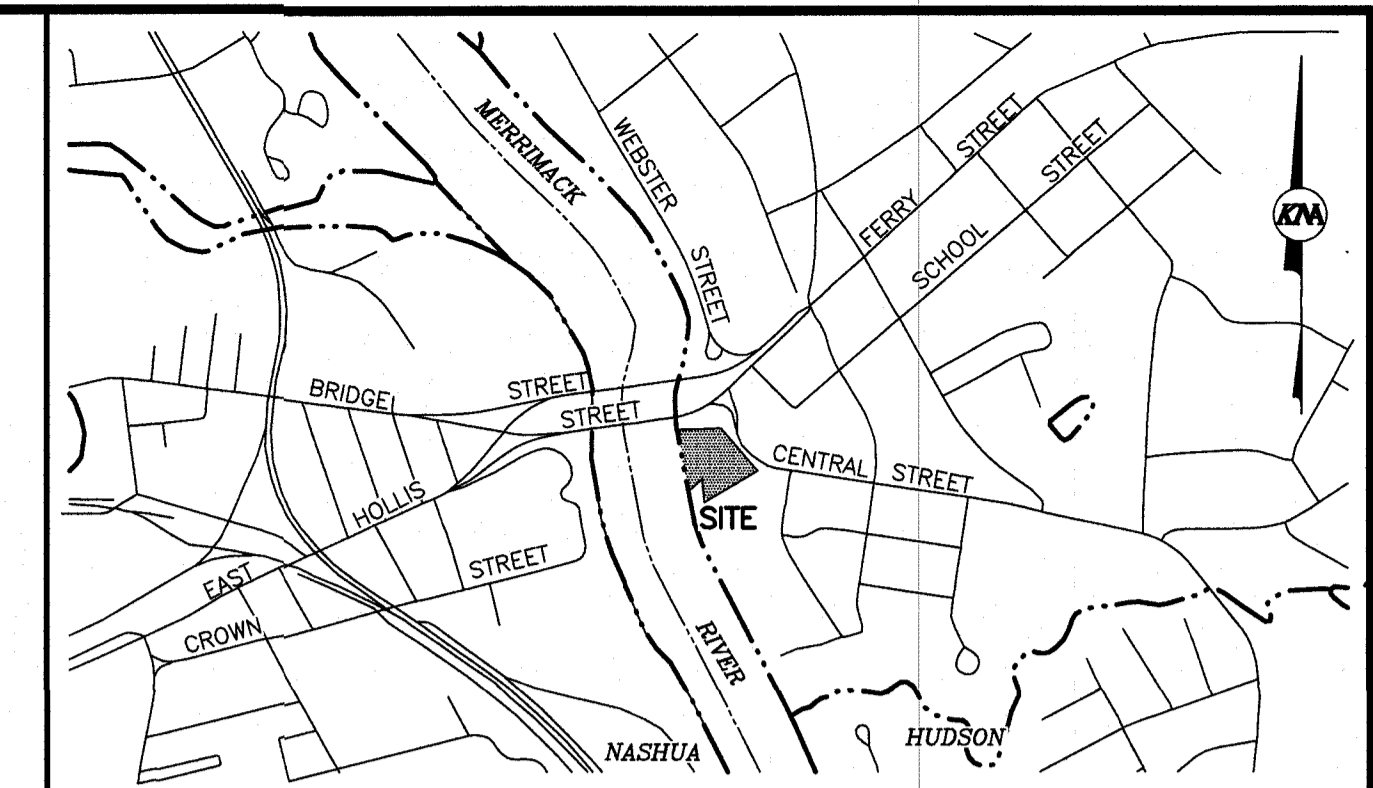 MERRIMACK
WEBSTER
STREET
FERRY
STREET
SCHOOL
STREET
KNA
BRIDGE
STREET
STREET
HOLLIS
EAST
CROWN
STREET
CENTRAL STREET
SITE
RIVER
NASHUA
HUDSON